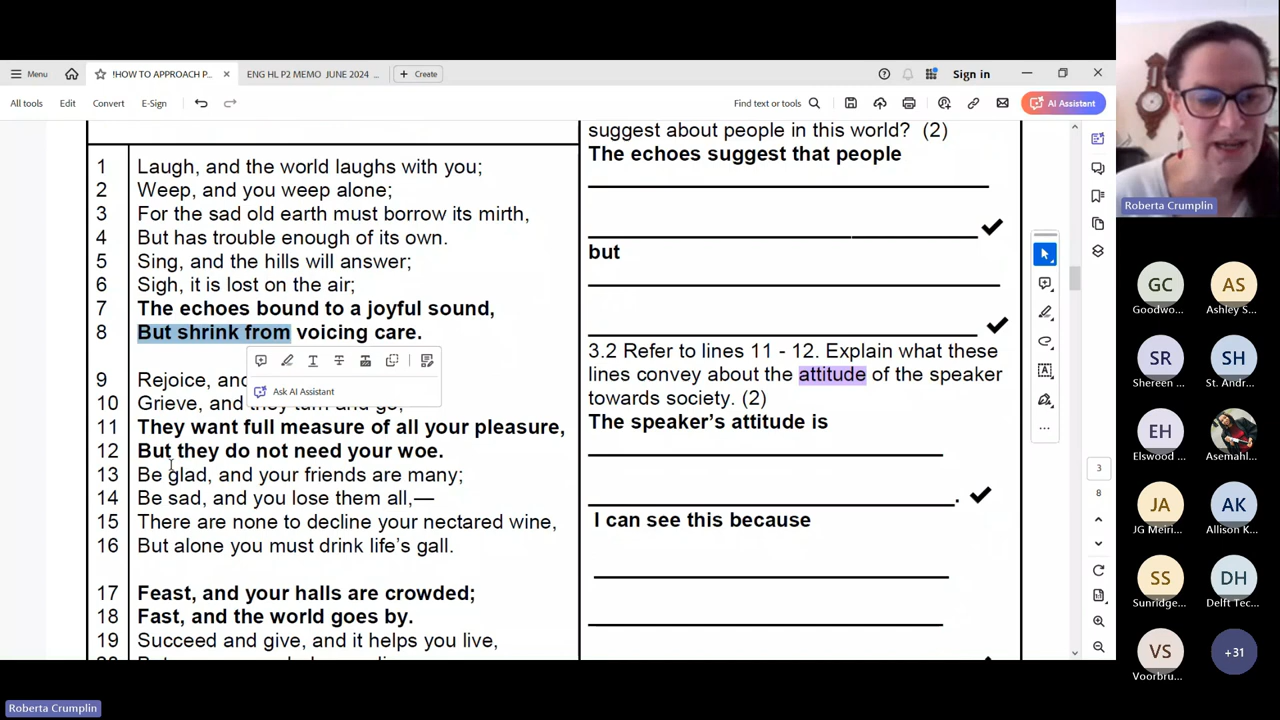 Menu
!HOW TO APPROACH P...
ENG HL P2 MEMO JUNE 2024 ...
Create
Sign in
All tools
Edit
Convert
E-Sign
Find text or tools
AI Assistant
suggest about people in this world? (2)
The echoes suggest that people
but
3.2 Refer to lines 11 - 12. Explain what these
lines convey about the attitude of the speaker
towards society. (2)
The speaker's attitude is
.
I can see this because
1 Laugh, and the world laughs with you;
2 Weep, and you weep alone;
3 For the sad old earth must borrow its mirth,
4 But has trouble enough of its own.
5 Sing, and the hills will answer;
6 Sigh, it is lost on the air;
7 The echoes bound to a joyful sound,
8 But shrink from voicing care.
Ask AI Assistant
9 Rejoice, and
10 Grieve, and they turn and go;
11 They want full measure of all your pleasure,
12 But they do not need your woe.
13 Be glad, and your friends are many;
14 Be sad, and you lose them all,—
15 There are none to decline your nectared wine,
16 But alone you must drink life's gall.
17 Feast, and your halls are crowded;
18 Fast, and the world goes by.
19 Succeed and give, and it helps you live,
3
8
Roberta Crumplin
GC
Goodwo...
AS
Ashley S...
SR
Shereen ...
SH
St. Andr...
EH
Elswood ...
Asemahl...
JA
JG Meiri...
AK
Allison K...
SS
Sunridge...
DH
Delft Tec...
VS
Voorbru...
+31
Roberta Crumplin